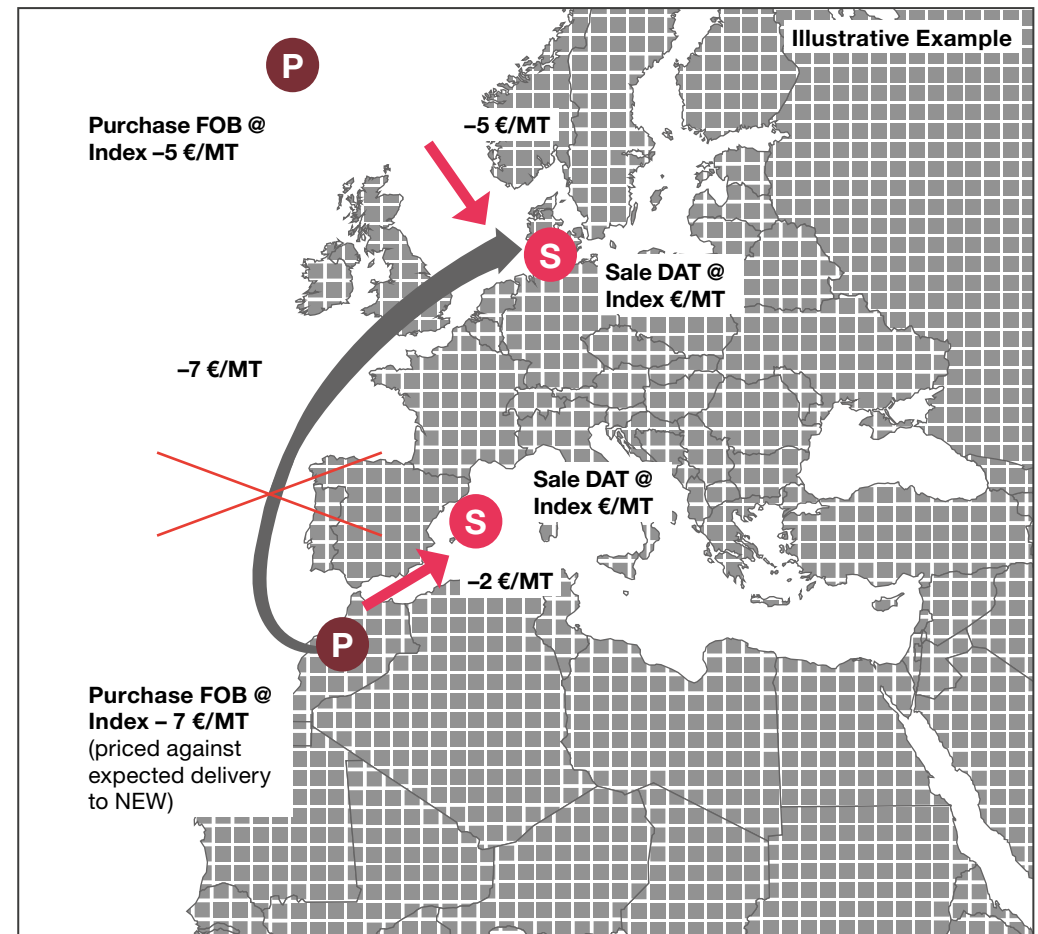 Illustrative Example
P
Purchase FOB @
Index –5 €/MT
–5 €/MT
S
Sale DAT @
Index €/MT
–7 €/MT
Sale DAT @
Index €/MT
S
–2 €/MT
P
Purchase FOB @
Index – 7 €/MT
(priced against
expected delivery
to NEW)